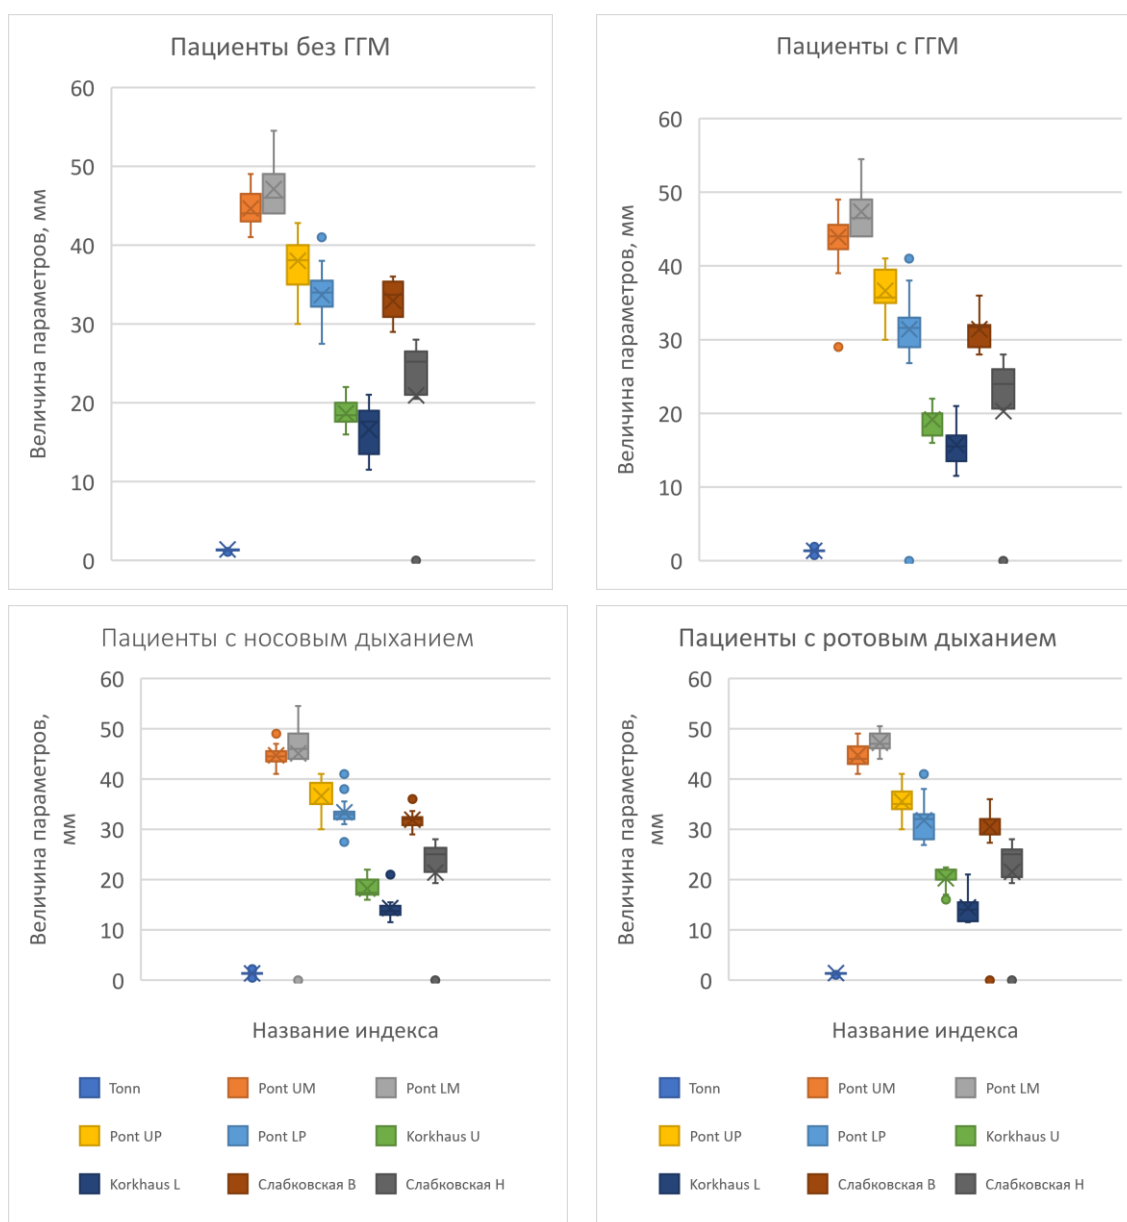 Пациенты без ГГМ
Величина параметров, мм
60
50
40
30
20
10
0
Пациенты с ГГМ
Величина параметров, мм
60
50
40
30
20
10
0
Пациенты с носовым дыханием
Величина параметров,
мм
60
50
40
30
20
10
0
Название индекса
Tonn
Pont UM
Pont LM
Pont UP
Pont LP
Korkhaus U
Korkhaus L
Слабковская В
Слабковская Н
Пациенты с ротовым дыханием
Величина параметров,
мм
60
50
40
30
20
10
0
Название индекса
Tonn
Pont UM
Pont LM
Pont UP
Pont LP
Korkhaus U
Korkhaus L
Слабковская В
Слабковская Н